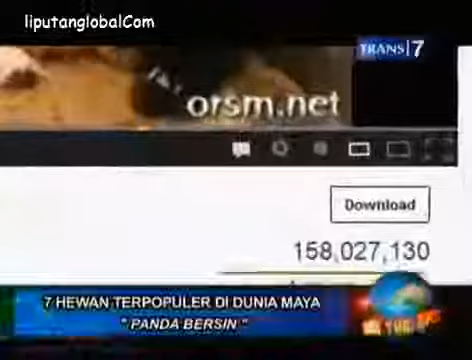 liputanglobalCom
TRANS|7
orsm.net
Download
158,027,130
7 HEWAN TERPOPULER DI DUNIA MAYA
" PANDA BERSIN "